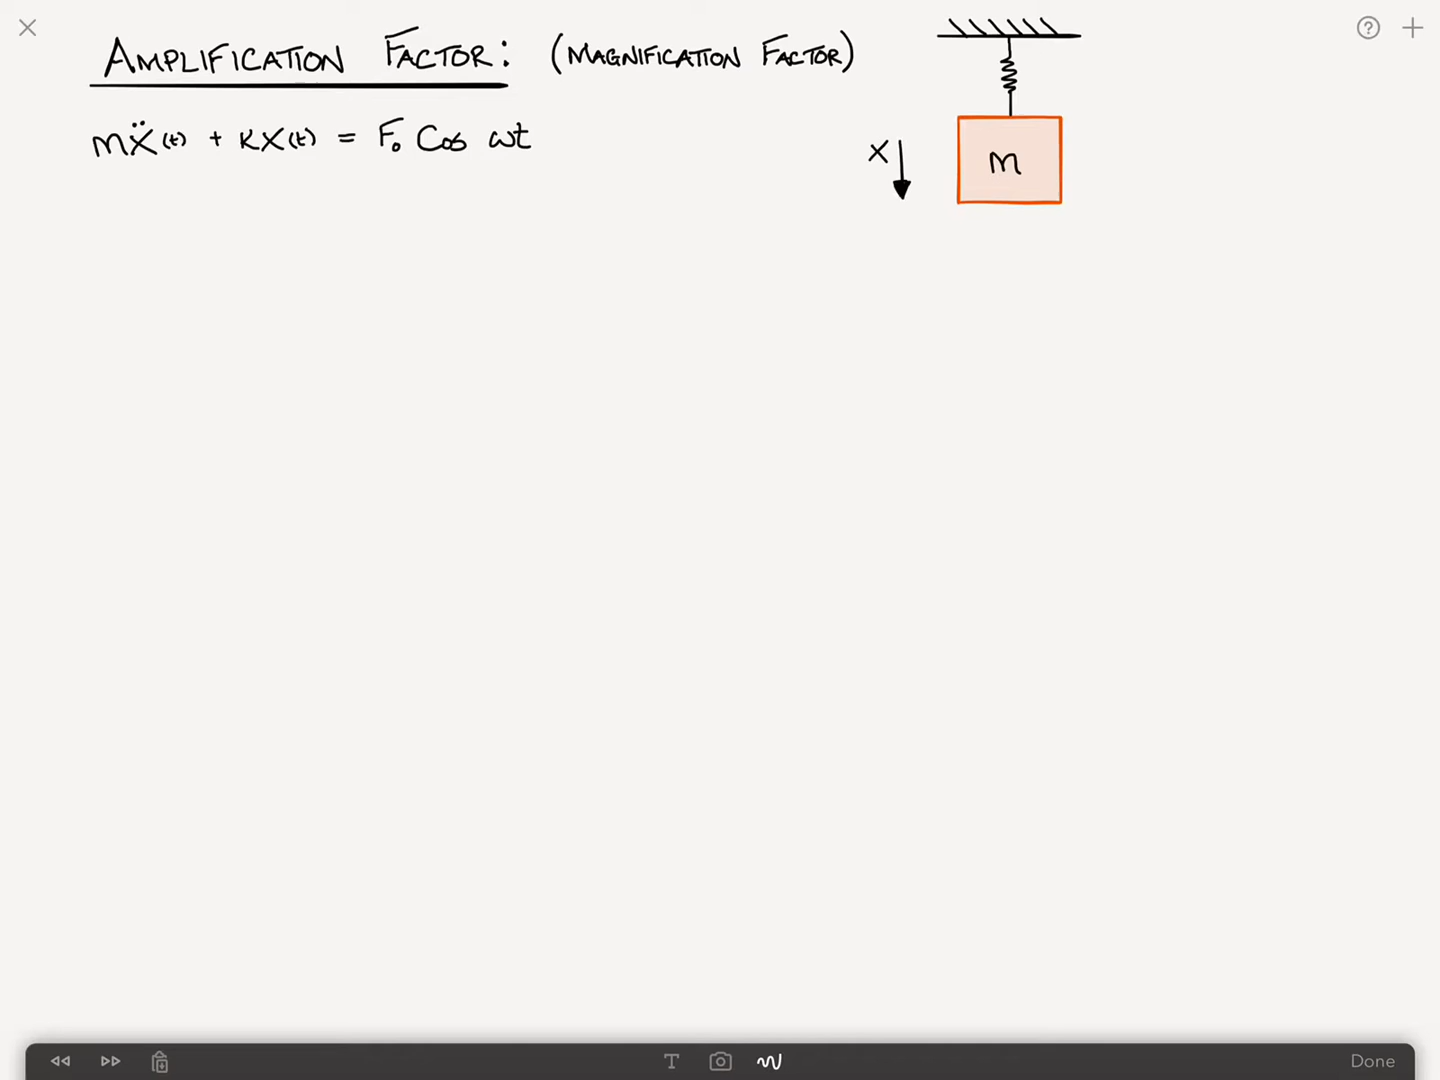 AMPLIFICATION FACTOR: (MAGNIFICATION FACTOR)
mẍ(t) + kx(t) = F₀ Cos ωt
x
m
T
Done